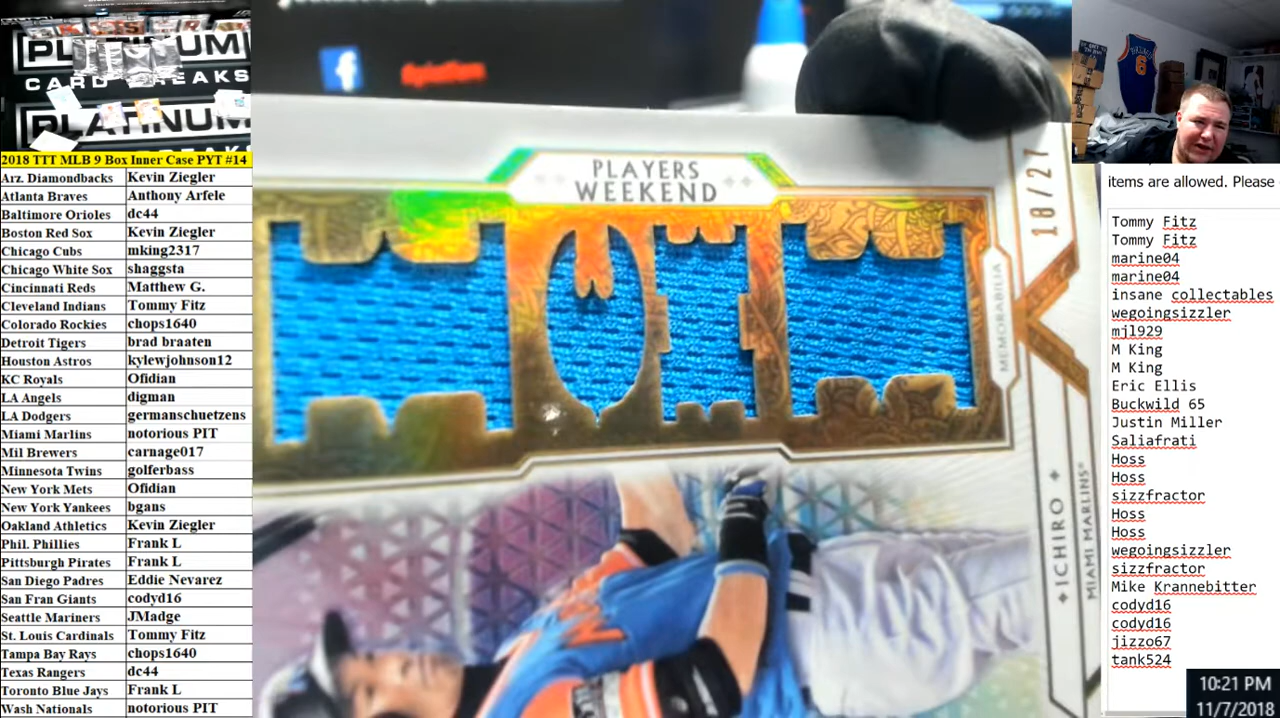 PLATINUM
CARD BREAKS
PLATINUM
2018 TTT MLB 9 Box Inner Case PYT #14
Arz. Diamondbacks Kevin Ziegler
Atlanta Braves Anthony Arfele
Baltimore Orioles dc44
Boston Red Sox Kevin Ziegler
Chicago Cubs mking2317
Chicago White Sox shaggsta
Cincinnati Reds Matthew G.
Cleveland Indians Tommy Fitz
Colorado Rockies chops1640
Detroit Tigers brad braaten
Houston Astros kylewjohnson12
KC Royals Ofidian
LA Angels digman
LA Dodgers germanschuetzens
Miami Marlins notorious PIT
Mil Brewers carnage017
Minnesota Twins golferbass
New York Mets Ofidian
New York Yankees bgans
Oakland Athletics Kevin Ziegler
Phil. Phillies Frank L
Pittsburgh Pirates Frank L
San Diego Padres Eddie Nevarez
San Fran Giants codyd16
Seattle Mariners JMadge
St. Louis Cardinals Tommy Fitz
Tampa Bay Rays chops1640
Texas Rangers dc44
Toronto Blue Jays Frank L
Wash Nationals notorious PIT
f
PLAYERS
WEEKEND
18/27
MEMORABILIA
ICHIRO
MIAMI MARLINS®
6
items are allowed. Please
Tommy Fitz
Tommy Fitz
marine04
marine04
insane collectables
wegoingsizzler
mjl929
M King
M King
Eric Ellis
Buckwild 65
Justin Miller
Saliafrati
Hoss
Hoss
sizzfractor
Hoss
Hoss
wegoingsizzler
sizzfractor
Mike Krannebitter
codyd16
codyd16
jizzo67
tank524
10:21 PM
11/7/2018